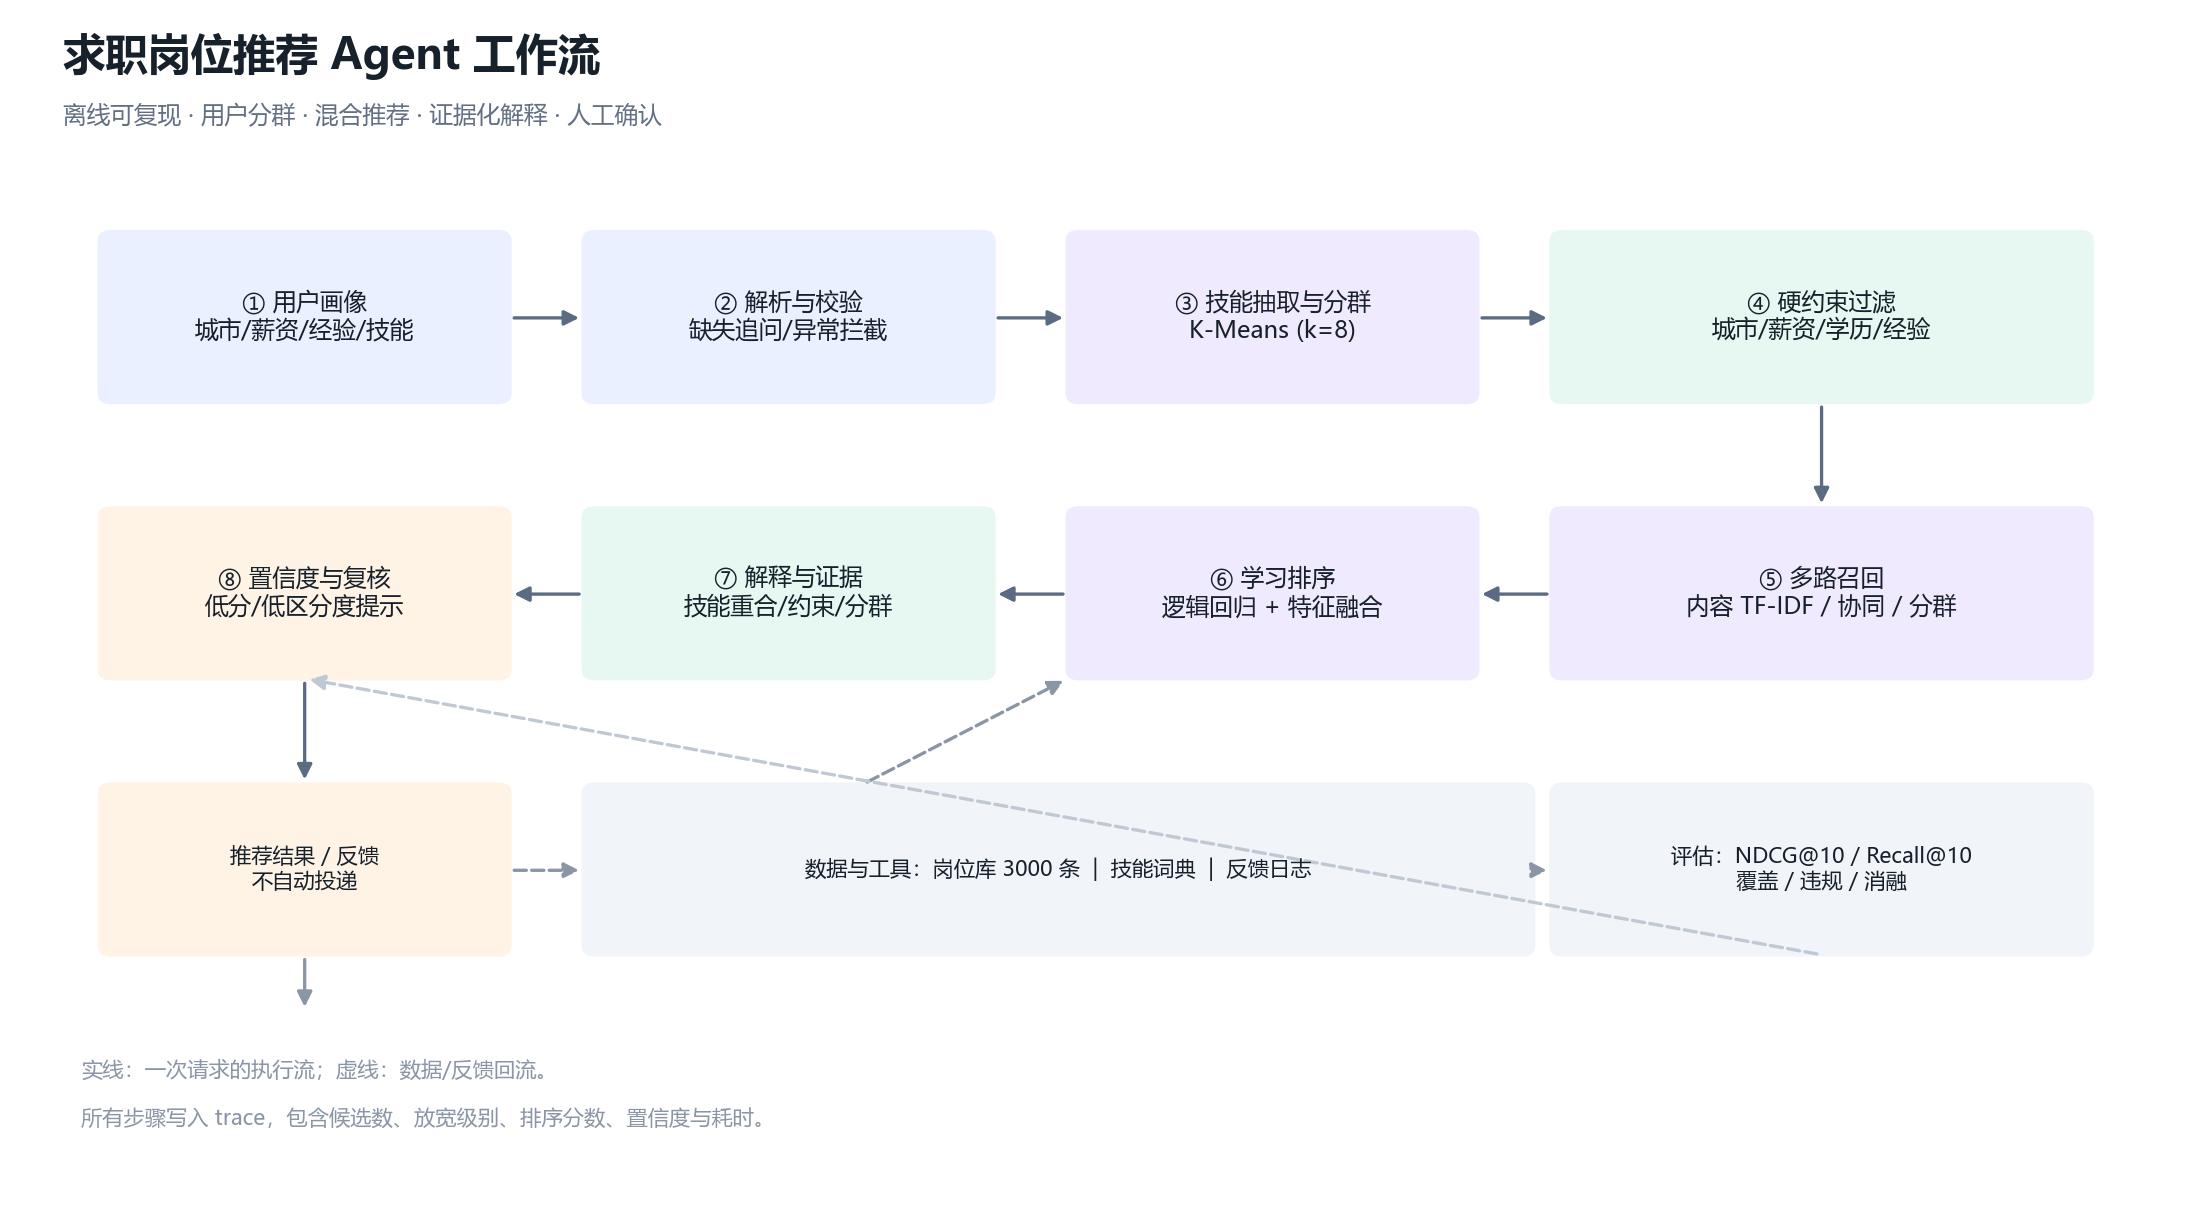 求职岗位推荐 Agent 工作流
离线可复现 · 用户分群 · 混合推荐 · 证据化解释 · 人工确认
① 用户画像
城市/薪资/经验/技能
② 解析与校验
缺失追问/异常拦截
③ 技能抽取与分群
K-Means (k=8)
④ 硬约束过滤
城市/薪资/学历/经验
⑧ 置信度与复核
低分/低区分度提示
⑦ 解释与证据
技能重合/约束/分群
⑥ 学习排序
逻辑回归 + 特征融合
⑤ 多路召回
内容 TF-IDF / 协同 / 分群
推荐结果 / 反馈
不自动投递
数据与工具：岗位库 3000 条 | 技能词典 | 反馈日志
评估：NDCG@10 / Recall@10
覆盖 / 违规 / 消融
实线：一次请求的执行流；虚线：数据/反馈回流。
所有步骤写入 trace，包含候选数、放宽级别、排序分数、置信度与耗时。